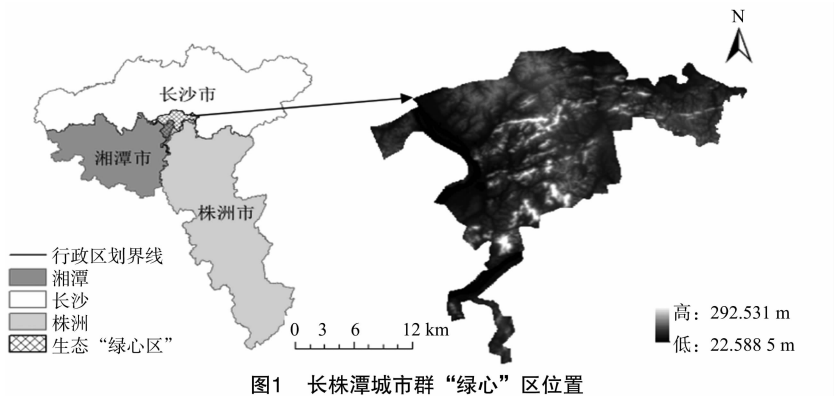 N
长沙市
湘潭市
株洲市
行政区划界线
湘潭
长沙
株洲
生态“绿心区”
0 3 6 12 km
高：292.531 m
低：22.588 5 m
图1 长株潭城市群“绿心”区位置